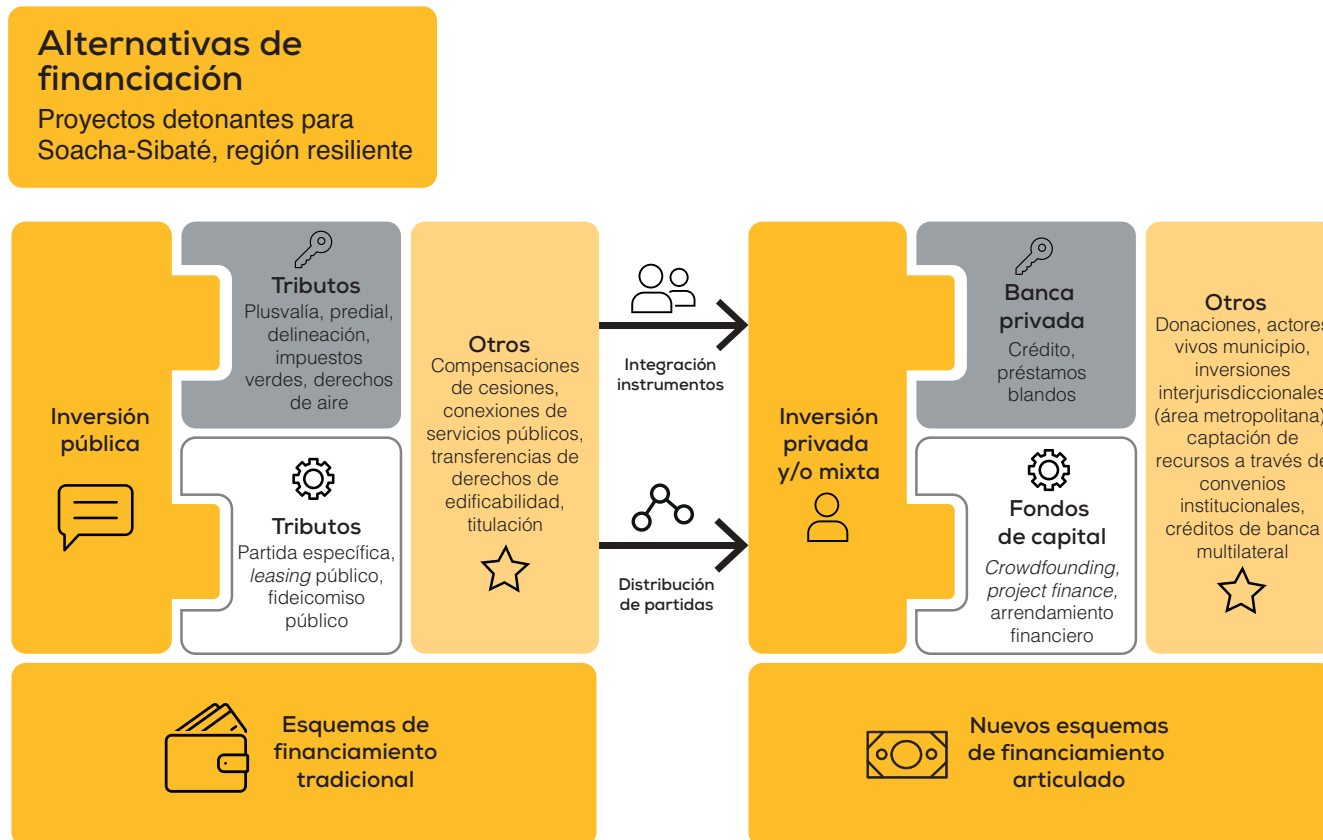 Alternativas de
financiación
Proyectos detonantes para
Soacha-Sibaté, región resiliente
Inversión
pública
Tributos
Plusvalía, predial,
delineación,
impuestos
verdes, derechos
de aire
Tributos
Partida específica,
leasing público,
fideicomiso
público
Otros
Compensaciones
de cesiones,
conexiones de
servicios públicos,
transferencias de
derechos de
edificabilidad,
titulación
Integración
instrumentos
Distribución
de partidas
Inversión
privada
y/o mixta
Banca
privada
Crédito,
préstamos
blandos
Fondos
de capital
Crowdfounding,
project finance,
arrendamiento
financiero
Otros
Donaciones, actores
vivos municipio,
inversiones
interjurisdiccionales
(área metropolitana)
captación de
recursos a través de
convenios
institucionales,
créditos de banca
multilateral
Esquemas de
financiamiento
tradicional
Nuevos esquemas
de financiamiento
articulado